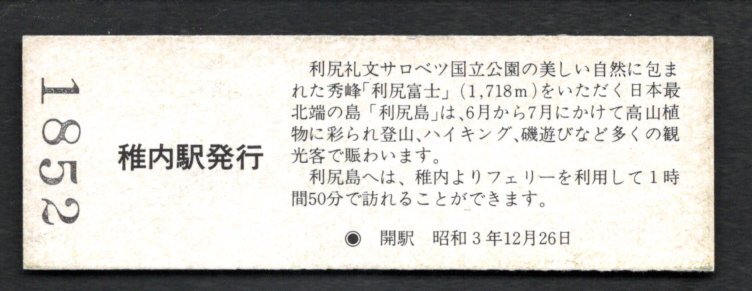 1852
稚内駅発行
利尻礼文サロベツ国立公園の美しい自然に包ま
れた秀峰「利尻富士」(1,718m)をいただく日本最
北端の島「利尻島」は、6月から7月にかけて高山植
物に彩られ登山、ハイキング、磯遊びなど多くの観
光客で賑わいます。
利尻島へは、稚内よりフェリーを利用して1時
間50分で訪れることができます。
◉ 開駅 昭和3年12月26日